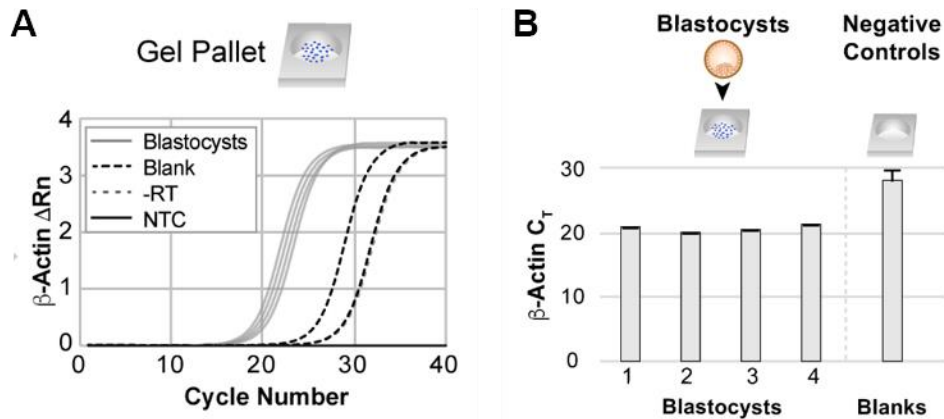 A
Gel Pallet
4
3
2
1
0
β-Actin ΔRn
Blastocysts
Blank
-RT
NTC
0 10 20 30 40
Cycle Number
B
Blastocysts
Negative
Controls
30
20
10
0
β-Actin C_T
1 2 3 4
Blastocysts
Blanks